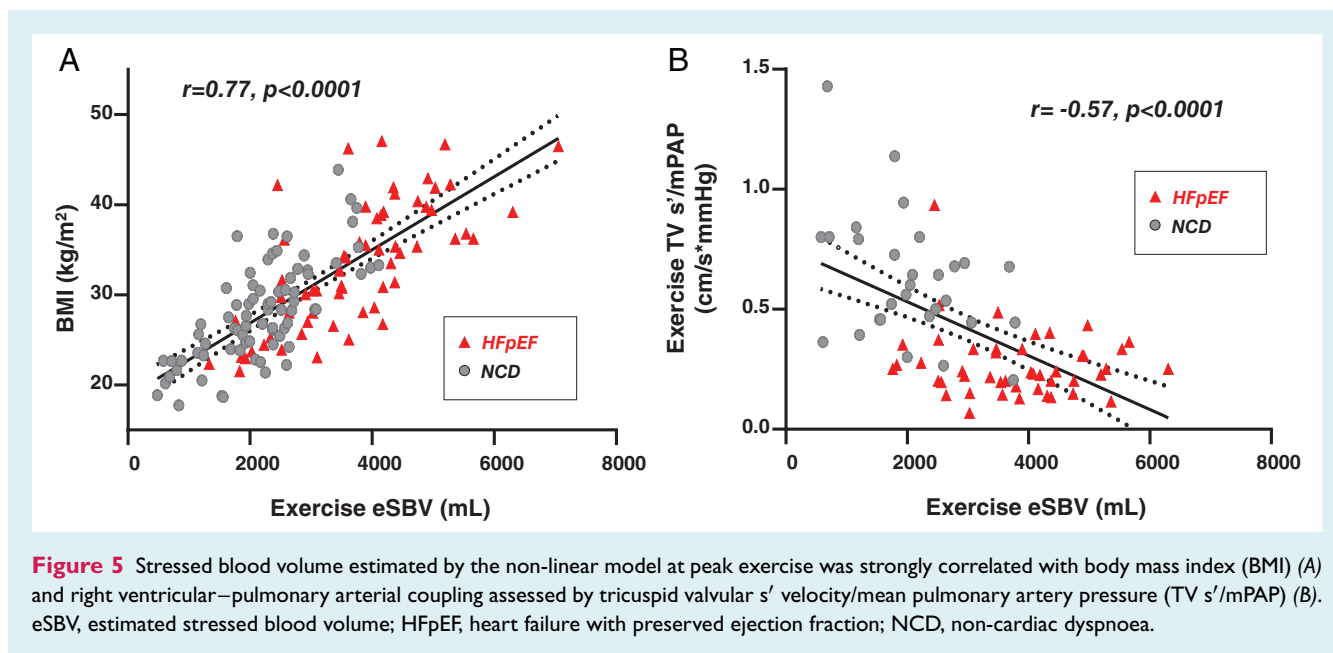 A
r=0.77, p<0.0001
BMI (kg/m²)
50
40
30
20
HFpEF
NCD
0 2000 4000 6000 8000
Exercise eSBV (mL)
B
r= -0.57, p<0.0001
Exercise TV s'/mPAP
(cm/s*mmHg)
1.5
1.0
0.5
0.0
HFpEF
NCD
0 2000 4000 6000 8000
Exercise eSBV (mL)
Figure 5 Stressed blood volume estimated by the non-linear model at peak exercise was strongly correlated with body mass index (BMI) (A)
and right ventricular–pulmonary arterial coupling assessed by tricuspid valvular s′ velocity/mean pulmonary artery pressure (TV s′/mPAP) (B).
eSBV, estimated stressed blood volume; HFpEF, heart failure with preserved ejection fraction; NCD, non-cardiac dyspnoea.